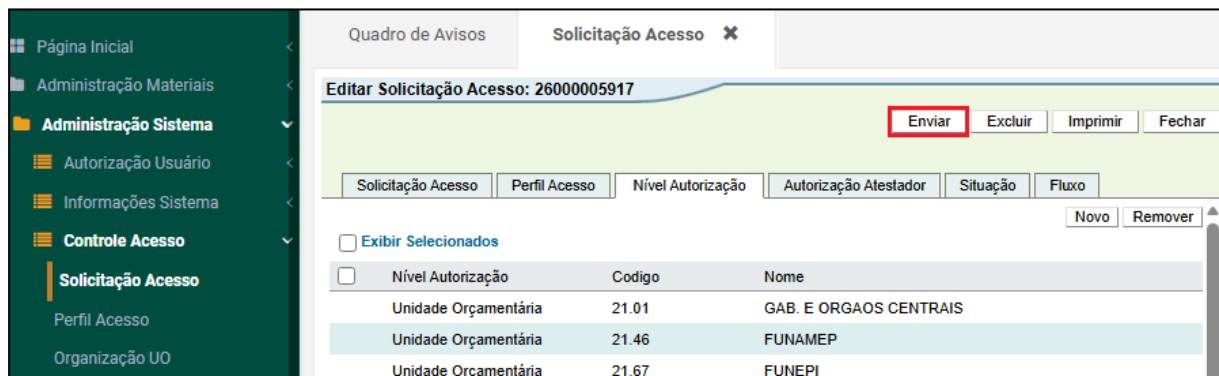 Quadro de Avisos Solicitação Acesso ✖
Página Inicial
Administração Materiais
Editar Solicitação Acesso: 26000005917
Administração Sistema
Enviar Excluir Imprimir Fechar
Autorização Usuário
Solicitação Acesso Perfil Acesso Nível Autorização Autorização Atestador Situação Fluxo
Informações Sistema
Novo Remover
Controle Acesso
Exibir Selecionados
Solicitação Acesso
Nível Autorização Codigo Nome
Unidade Orçamentária 21.01 GAB. E ORGAOS CENTRAIS
Perfil Acesso
Unidade Orçamentária 21.46 FUNAMEP
Organização UO
Unidade Orçamentária 21.67 FUNEPI